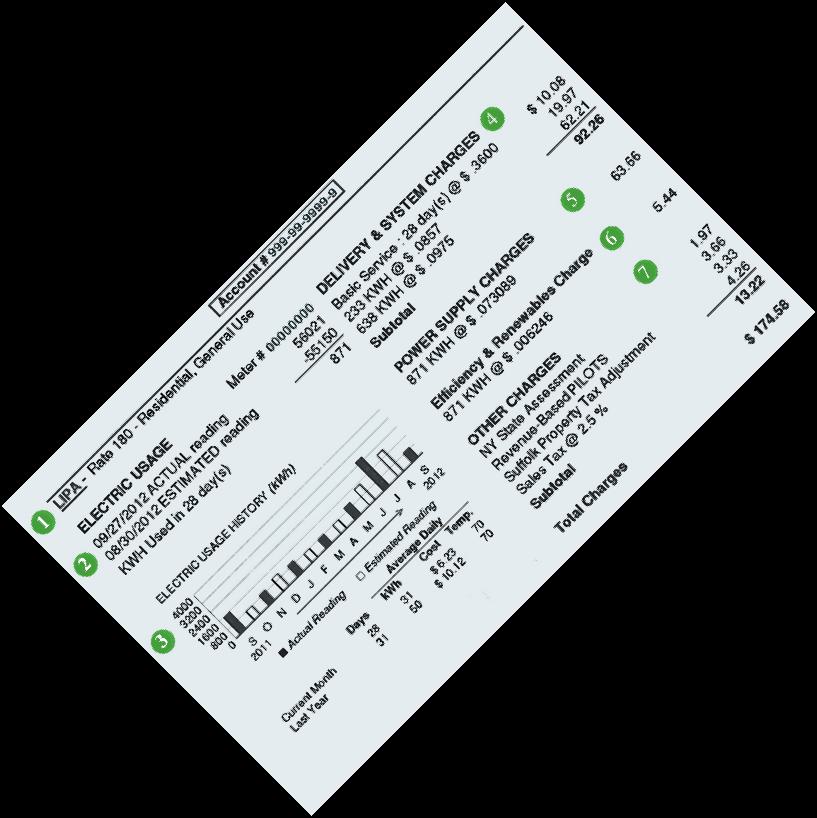 Account # 999-99-9999-9
1 LIPA - Rate 180 - Residential, General Use
2 ELECTRIC USAGE Meter # 00000000
09/27/2012 ACTUAL reading 56021
08/30/2012 ESTIMATED reading -55150
KWH Used in 28 day(s) 871
3 ELECTRIC USAGE HISTORY (kWh)
4000
3200
2400
1600
800
0
S O N D J F M A M J J A S
2011 2012
■ Actual Reading □ Estimated Reading
Average Daily
Days kWh Cost Temp.
Current Month 28 31 $ 6.23 70
Last Year 31 50 $ 10.12 70
DELIVERY & SYSTEM CHARGES 4
Basic Service : 28 day(s) @ $ .3600 $ 10.08
233 KWH @ $ .0857 19.97
638 KWH @ $ .0975 62.21
Subtotal 92.26
POWER SUPPLY CHARGES 5
871 KWH @ $ .073089 63.66
Efficiency & Renewables Charge 6
871 KWH @ $ .006246 5.44
OTHER CHARGES 7
NY State Assessment 1.97
Revenue-Based PILOTS 3.66
Suffolk Property Tax Adjustment 3.33
Sales Tax @ 2.5 % 4.26
Subtotal 13.22
Total Charges $ 174.58